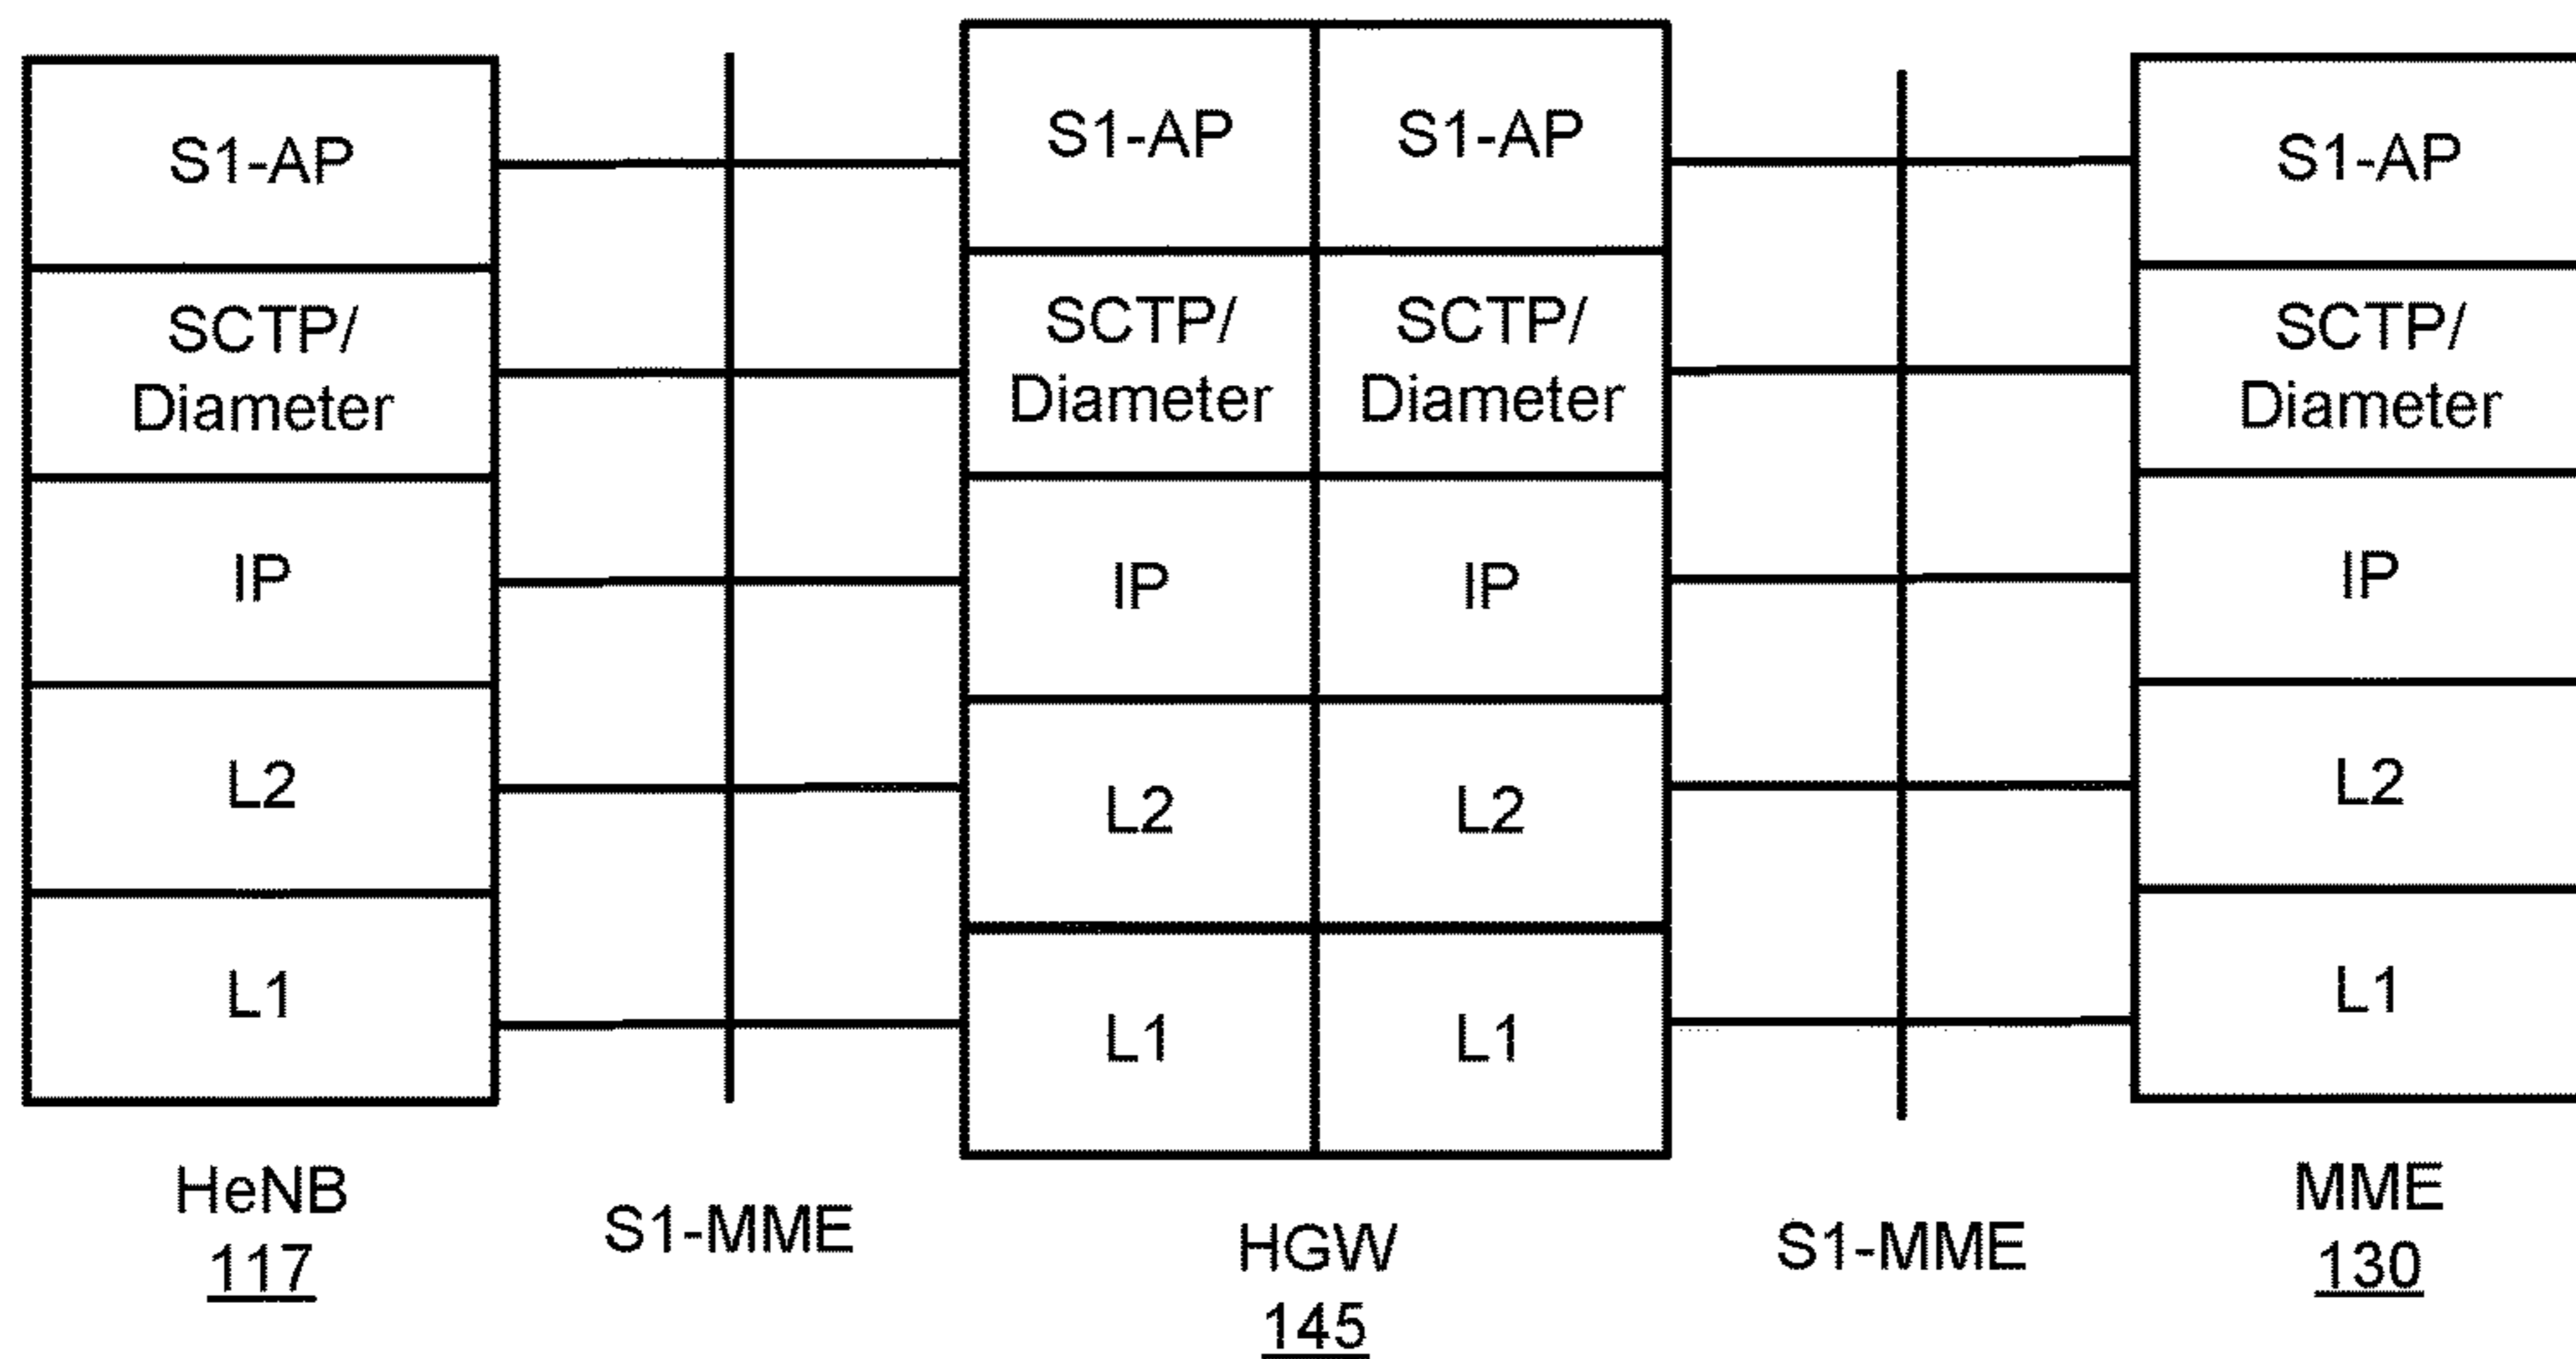 S1-AP
SCTP/
Diameter
IP
L2
L1
HeNB
117
S1-MME
S1-AP
S1-AP
SCTP/
Diameter
SCTP/
Diameter
IP
IP
L2
L2
L1
L1
HGW
145
S1-MME
S1-AP
SCTP/
Diameter
IP
L2
L1
MME
130